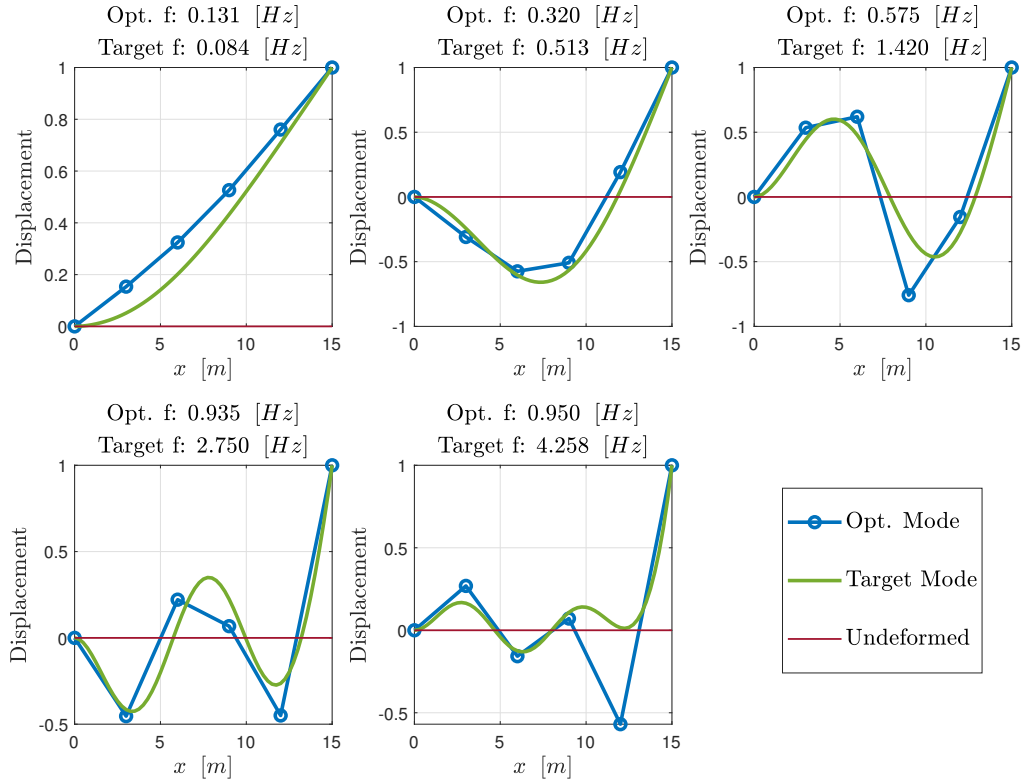 Opt. f: 0.131 [Hz]
Target f: 0.084 [Hz]
1
0.8
0.6
0.4
0.2
0
Displacement
0 5 10 15
x [m]
Opt. f: 0.320 [Hz]
Target f: 0.513 [Hz]
1
0.5
0
-0.5
-1
Displacement
0 5 10 15
x [m]
Opt. f: 0.575 [Hz]
Target f: 1.420 [Hz]
1
0.5
0
-0.5
-1
Displacement
0 5 10 15
x [m]
Opt. f: 0.935 [Hz]
Target f: 2.750 [Hz]
1
0.5
0
-0.5
Displacement
0 5 10 15
x [m]
Opt. f: 0.950 [Hz]
Target f: 4.258 [Hz]
1
0.5
0
-0.5
Displacement
0 5 10 15
x [m]
Opt. Mode
Target Mode
Undeformed